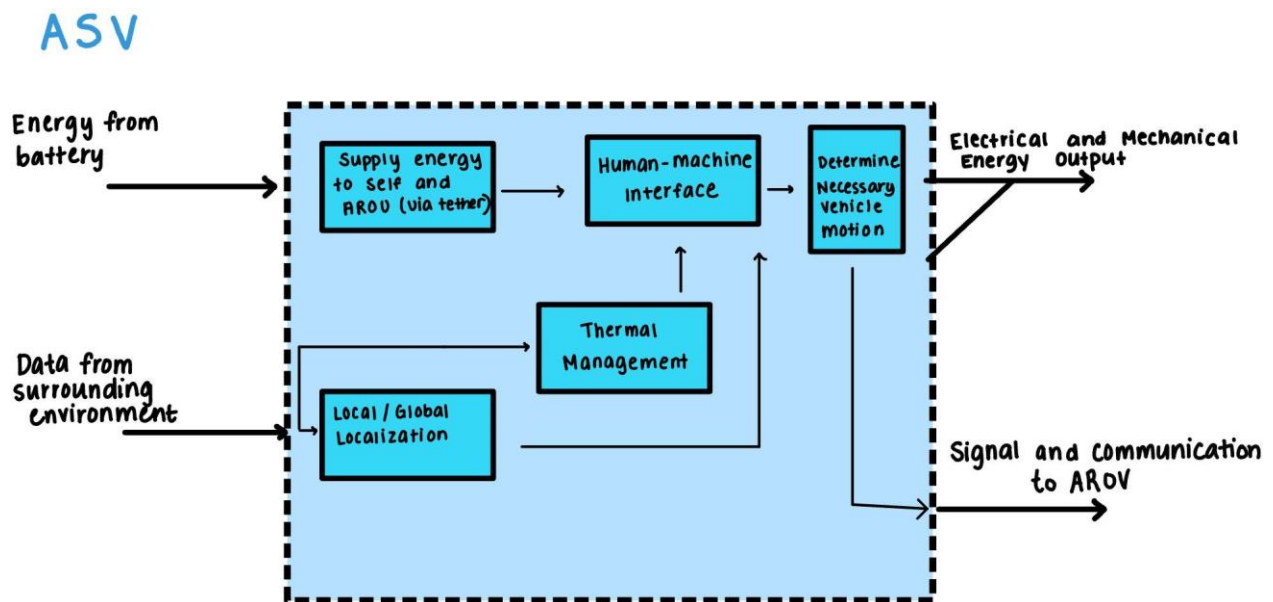 ASV
Energy from
battery
Supply energy
to self and
AROV (via tether)
Human-machine
Interface
Determine
Necessary
Vehicle
motion
Electrical and Mechanical
Energy Output
Thermal
Management
Data from
surrounding
environment
Local / Global
Localization
Signal and communication
to AROV